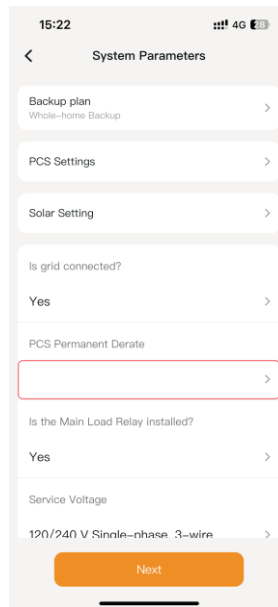 15:22
4G 28
System Parameters
Backup plan
Whole-home Backup
PCS Settings
Solar Setting
Is grid connected?
Yes
PCS Permanent Derate
Is the Main Load Relay installed?
Yes
Service Voltage
120/240 V Single-phase, 3-wire
Next